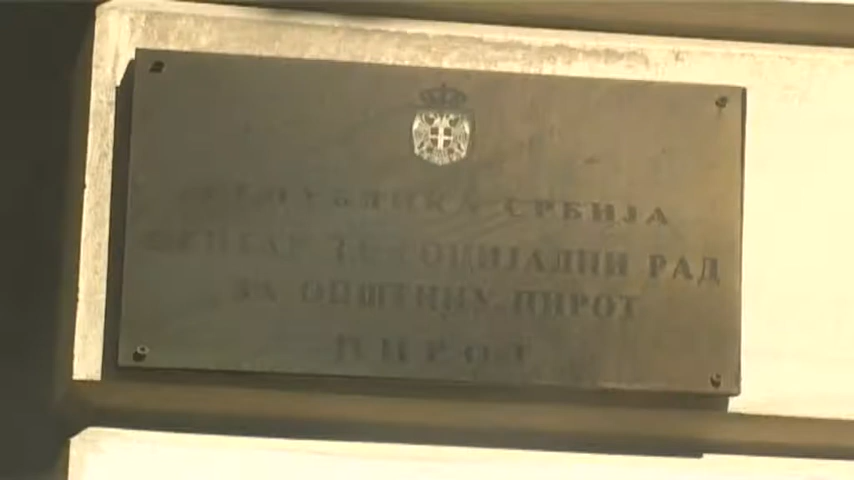 РЕПУБЛИКА СРБИЈА
ЦЕНТАР ЗА СОЦИЈАЛНИ РАД
ЗА ОПШТИНУ ПИРОТ
ПИРОТ